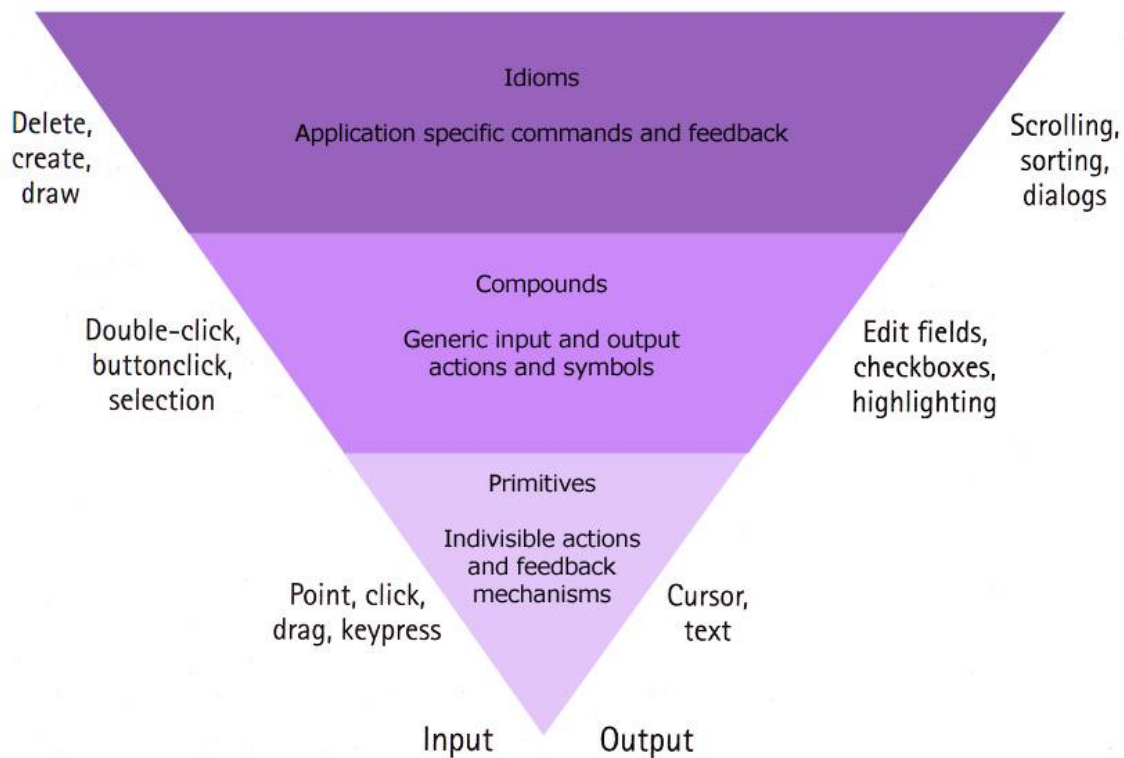 Idioms
Application specific commands and feedback
Delete,
create,
draw
Scrolling,
sorting,
dialogs
Compounds
Generic input and output
actions and symbols
Double-click,
buttonclick,
selection
Edit fields,
checkboxes,
highlighting
Primitives
Indivisible actions
and feedback
mechanisms
Point, click,
drag, keypress
Cursor,
text
Input
Output